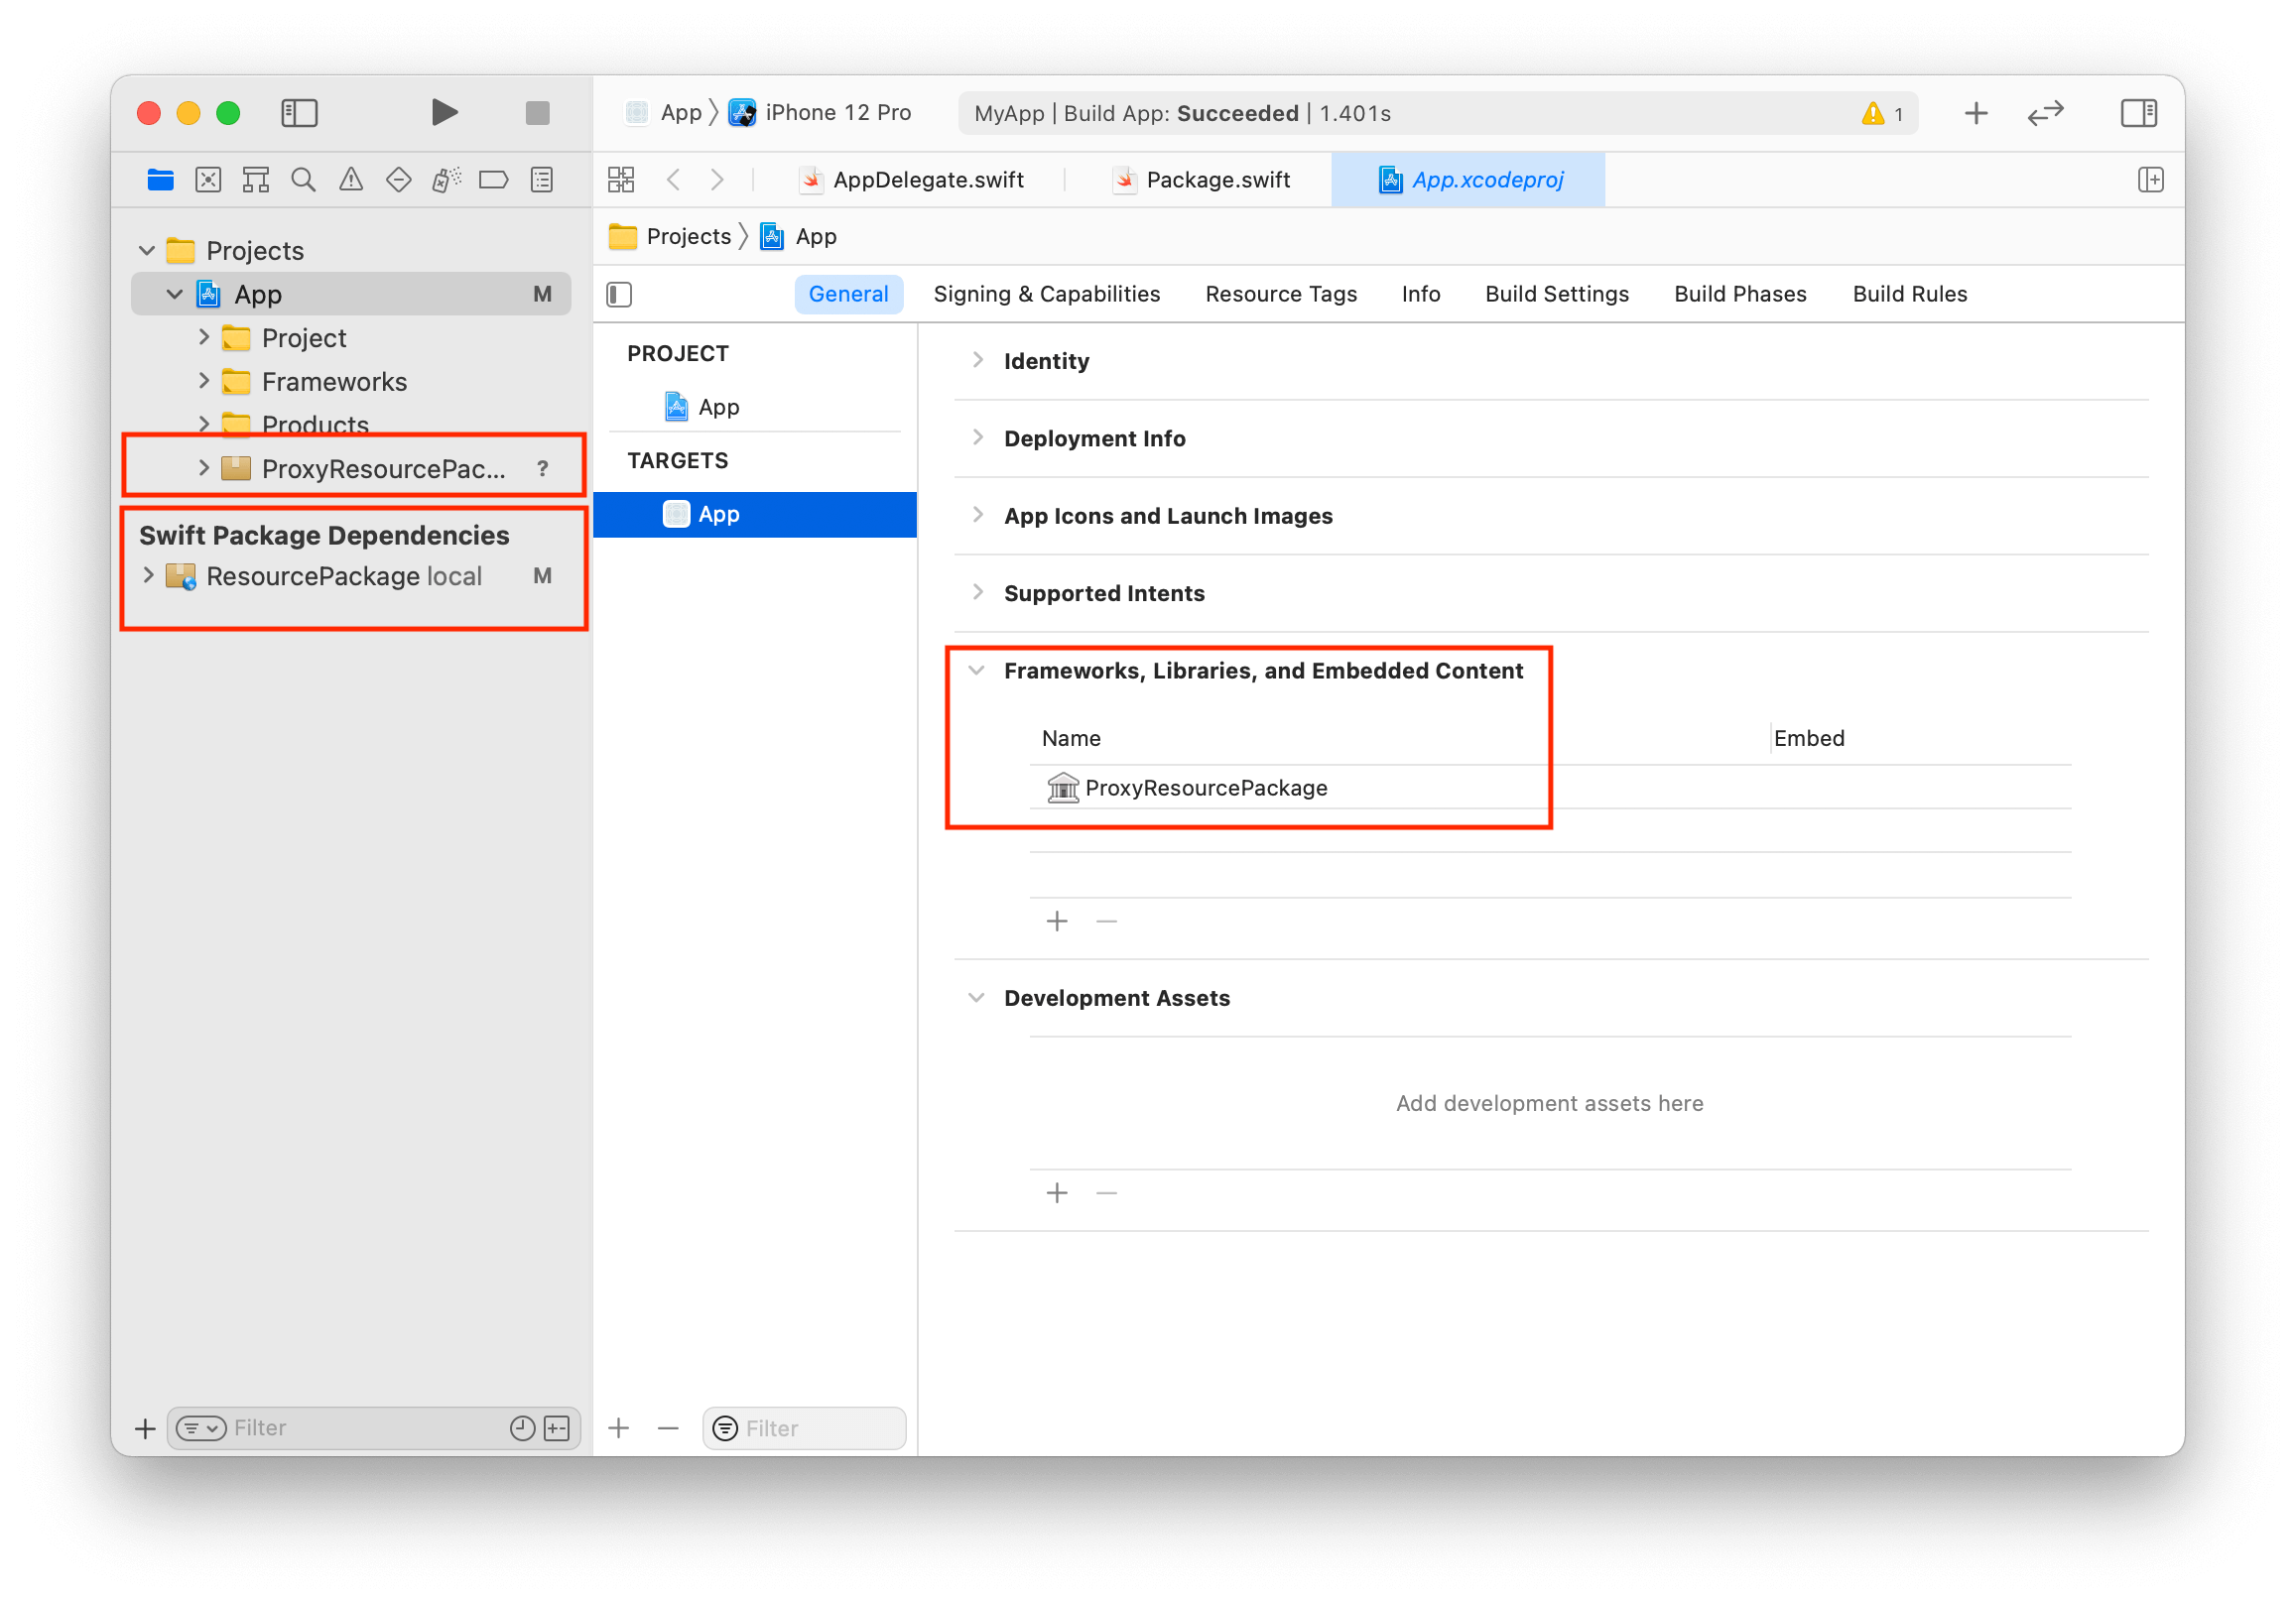 App 〉 iPhone 12 Pro
MyApp | Build App: Succeeded | 1.401s
1
AppDelegate.swift
Package.swift
App.xcodeproj
Projects
App M
Project
Frameworks
Products
ProxyResourcePac... ?
Swift Package Dependencies
ResourcePackage local M
Filter
Projects 〉 App
General Signing & Capabilities Resource Tags Info Build Settings Build Phases Build Rules
PROJECT
App
TARGETS
App
Filter
Identity
Deployment Info
App Icons and Launch Images
Supported Intents
Frameworks, Libraries, and Embedded Content
Name Embed
ProxyResourcePackage
Development Assets
Add development assets here